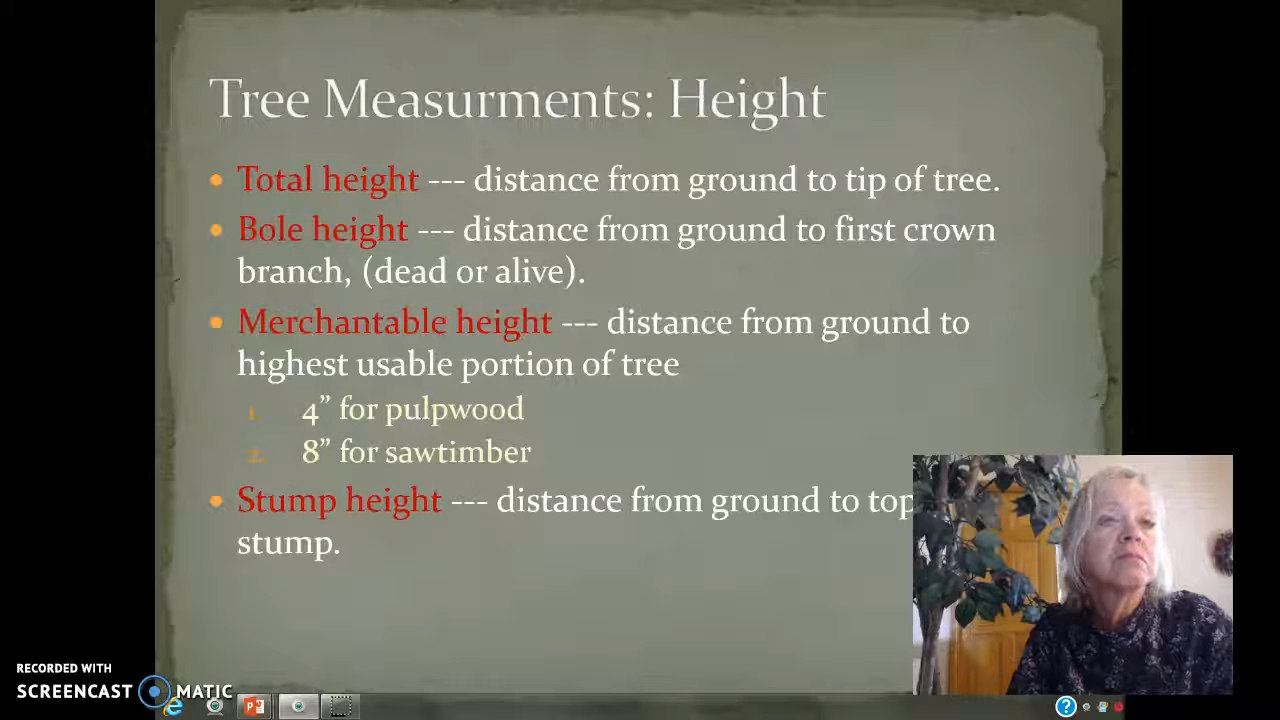 Tree Measurments: Height
• Total height --- distance from ground to tip of tree.
• Bole height --- distance from ground to first crown
branch, (dead or alive).
• Merchantable height --- distance from ground to
highest usable portion of tree
1. 4” for pulpwood
2. 8” for sawtimber
• Stump height --- distance from ground to top
stump.
RECORDED WITH
SCREENCAST MATIC